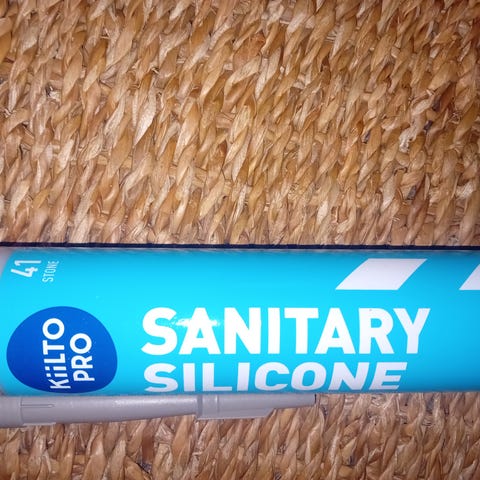 41
STONE
KiiLTO
PRO
SANITARY
SILICONE